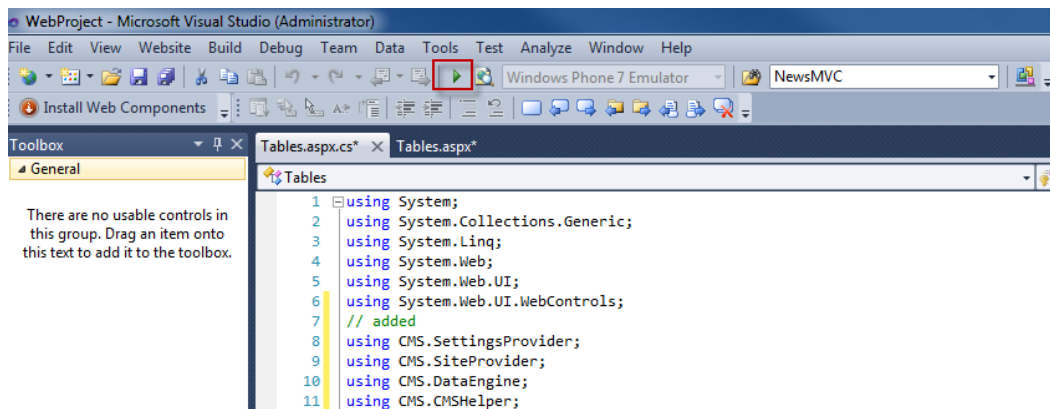 WebProject - Microsoft Visual Studio (Administrator)
File Edit View Website Build Debug Team Data Tools Test Analyze Window Help
Windows Phone 7 Emulator NewsMVC
Install Web Components
Toolbox
General
There are no usable controls in
this group. Drag an item onto
this text to add it to the toolbox.
Tables.aspx.cs* Tables.aspx*
Tables
1 using System;
2 using System.Collections.Generic;
3 using System.Linq;
4 using System.Web;
5 using System.Web.UI;
6 using System.Web.UI.WebControls;
7 // added
8 using CMS.SettingsProvider;
9 using CMS.SiteProvider;
10 using CMS.DataEngine;
11 using CMS.CMSHelper;